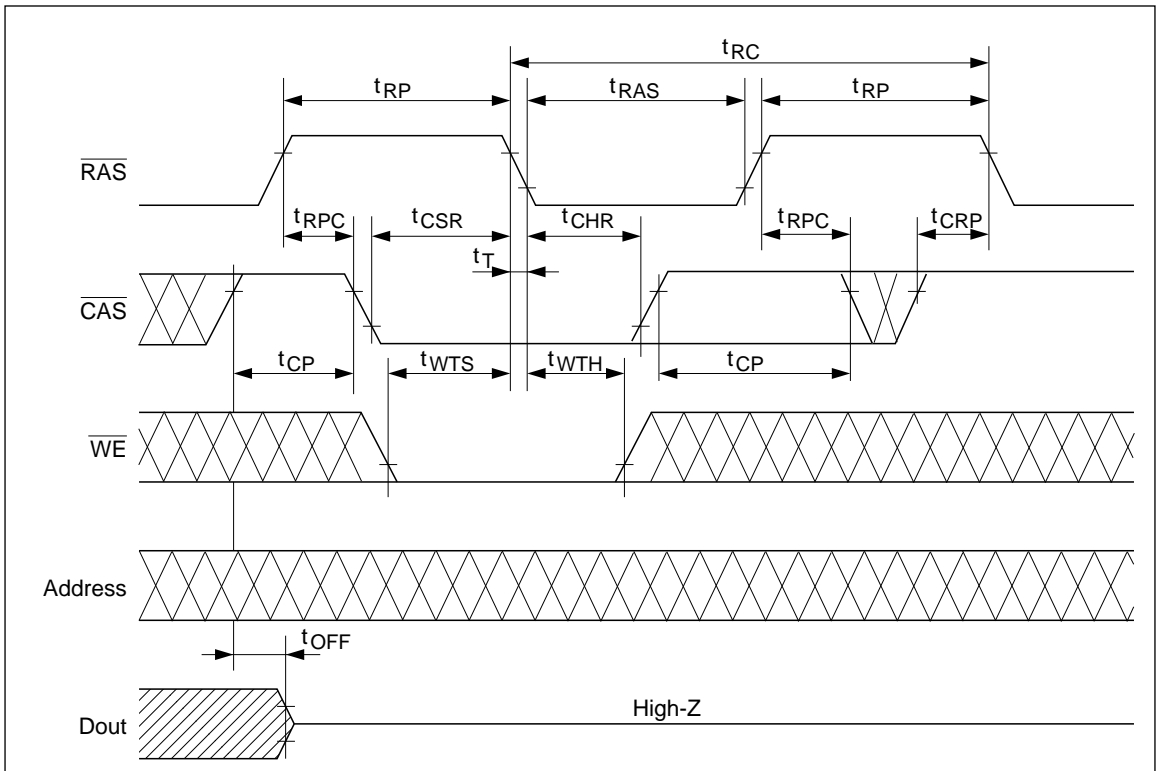 tRC
tRP
tRAS
tRP
RAS
tRPC
tCSR
tCHR
tRPC
tCRP
tT
CAS
tCP
tWTS
tWTH
tCP
WE
Address
tOFF
High-Z
Dout